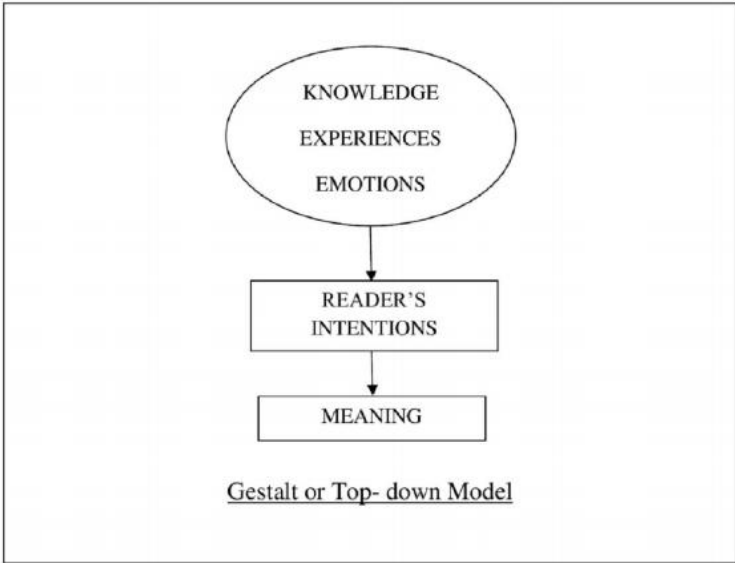 KNOWLEDGE
EXPERIENCES
EMOTIONS
READER'S
INTENTIONS
MEANING
Gestalt or Top- down Model